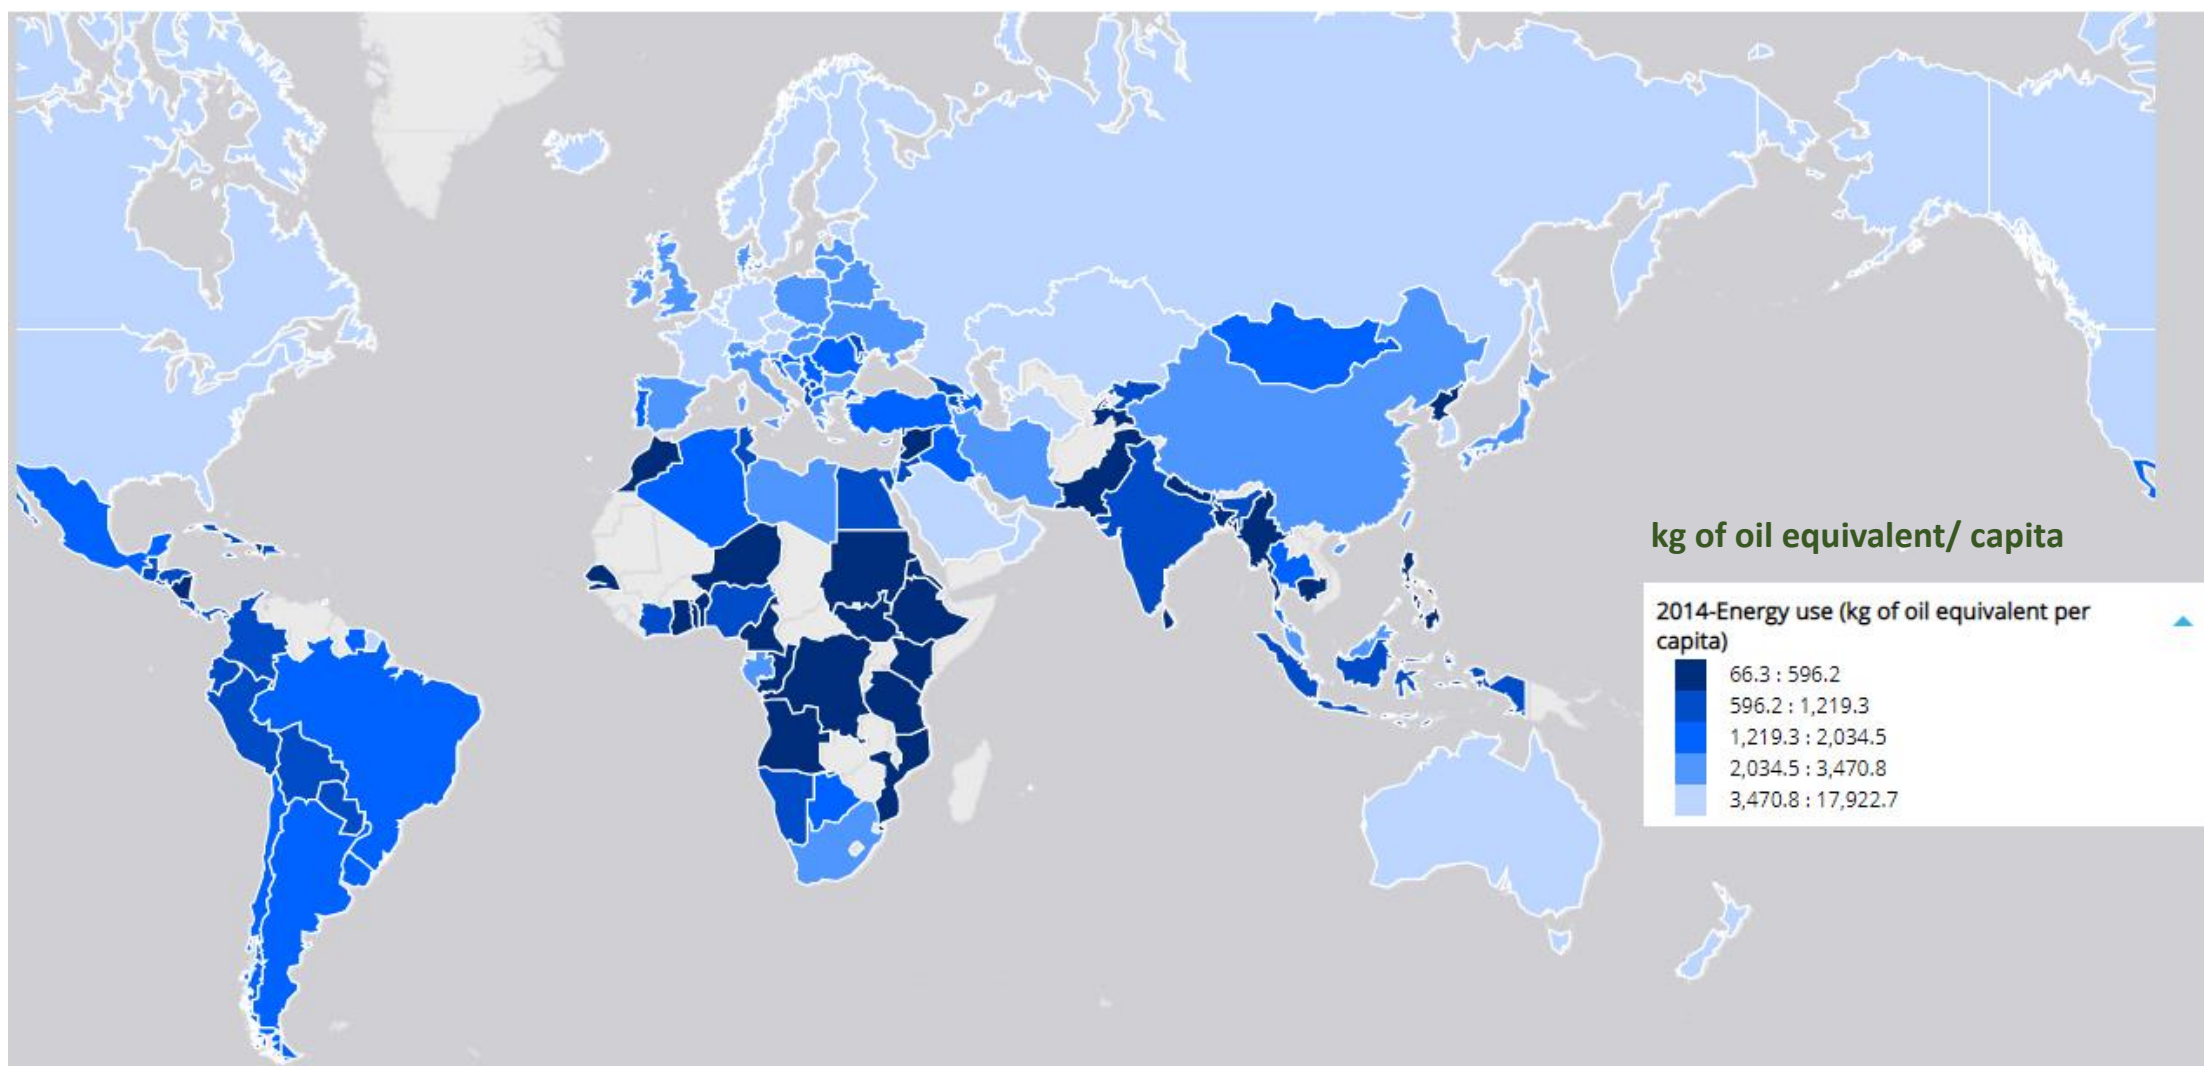 kg of oil equivalent/ capita
2014-Energy use (kg of oil equivalent per
capita)
66.3 : 596.2
596.2 : 1,219.3
1,219.3 : 2,034.5
2,034.5 : 3,470.8
3,470.8 : 17,922.7